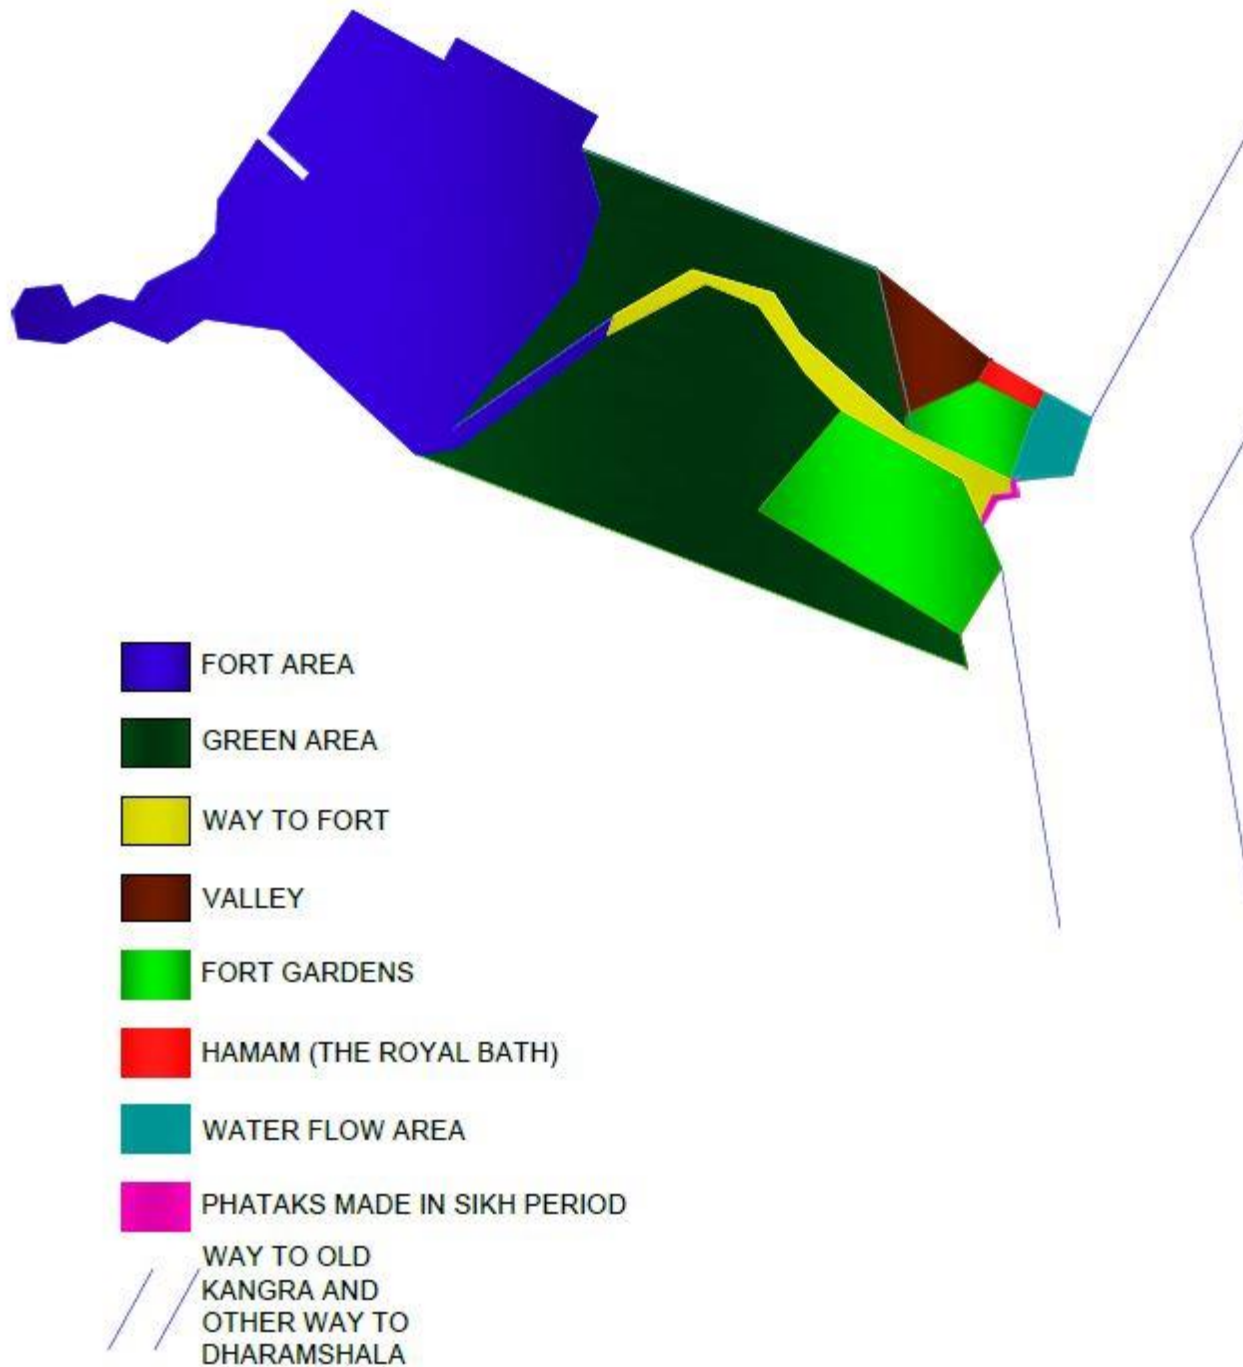 FORT AREA
GREEN AREA
WAY TO FORT
VALLEY
FORT GARDENS
HAMAM (THE ROYAL BATH)
WATER FLOW AREA
PHATAKS MADE IN SIKH PERIOD
WAY TO OLD
KANGRA AND
OTHER WAY TO
DHARAMSHALA